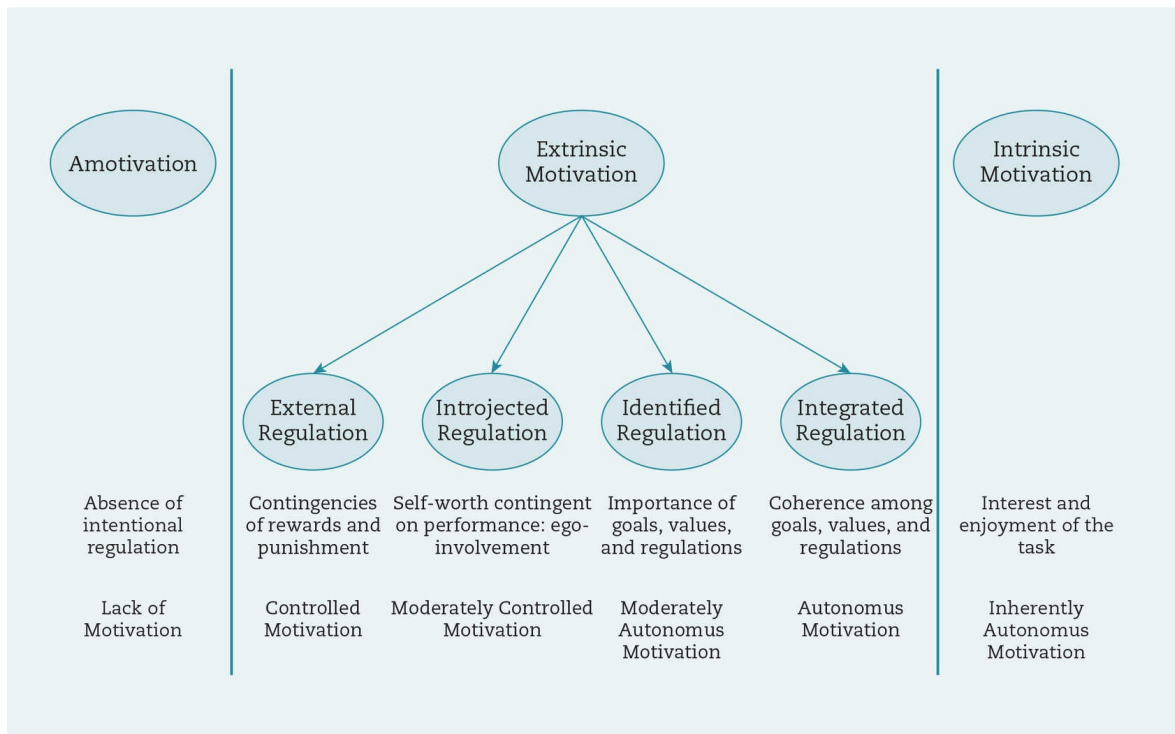 Amotivation
Extrinsic
Motivation
Intrinsic
Motivation
External
Regulation
Introjected
Regulation
Identified
Regulation
Integrated
Regulation
Absence of
intentional
regulation
Contingencies
of rewards and
punishment
Self-worth contingent
on performance: ego-
involvement
Importance of
goals, values,
and regulations
Coherence among
goals, values, and
regulations
Interest and
enjoyment of the
task
Lack of
Motivation
Controlled
Motivation
Moderately Controlled
Motivation
Moderately
Autonomus
Motivation
Autonomus
Motivation
Inherently
Autonomus
Motivation